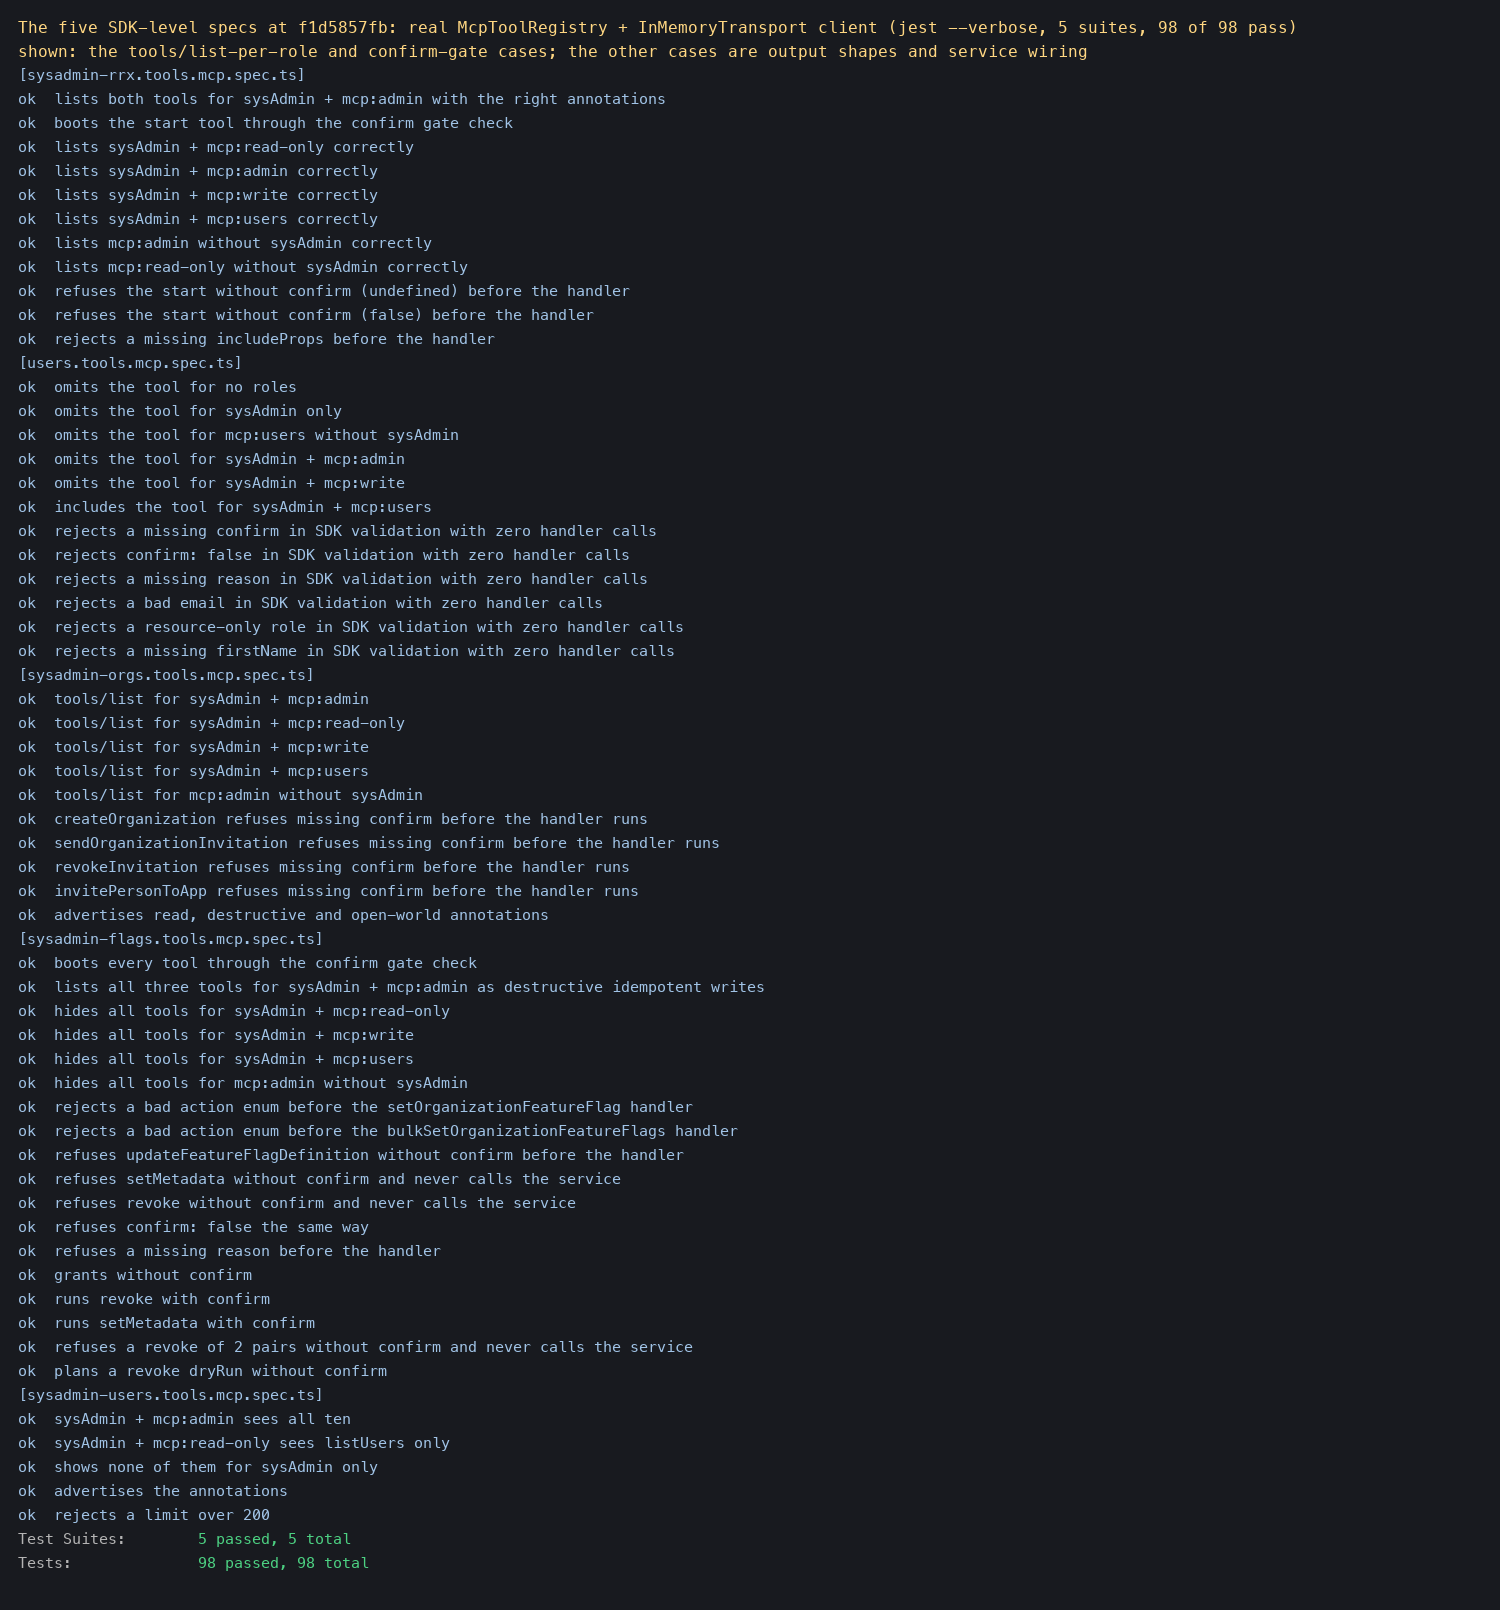 The five SDK-level specs at f1d5857fb: real McpToolRegistry + InMemoryTransport client (jest --verbose, 5 suites, 98 of 98 pass)
shown: the tools/list-per-role and confirm-gate cases; the other cases are output shapes and service wiring
[sysadmin-rrx.tools.mcp.spec.ts]
ok  lists both tools for sysAdmin + mcp:admin with the right annotations
ok  boots the start tool through the confirm gate check
ok  lists sysAdmin + mcp:read-only correctly
ok  lists sysAdmin + mcp:admin correctly
ok  lists sysAdmin + mcp:write correctly
ok  lists sysAdmin + mcp:users correctly
ok  lists mcp:admin without sysAdmin correctly
ok  lists mcp:read-only without sysAdmin correctly
ok  refuses the start without confirm (undefined) before the handler
ok  refuses the start without confirm (false) before the handler
ok  rejects a missing includeProps before the handler
[users.tools.mcp.spec.ts]
ok  omits the tool for no roles
ok  omits the tool for sysAdmin only
ok  omits the tool for mcp:users without sysAdmin
ok  omits the tool for sysAdmin + mcp:admin
ok  omits the tool for sysAdmin + mcp:write
ok  includes the tool for sysAdmin + mcp:users
ok  rejects a missing confirm in SDK validation with zero handler calls
ok  rejects confirm: false in SDK validation with zero handler calls
ok  rejects a missing reason in SDK validation with zero handler calls
ok  rejects a bad email in SDK validation with zero handler calls
ok  rejects a resource-only role in SDK validation with zero handler calls
ok  rejects a missing firstName in SDK validation with zero handler calls
[sysadmin-orgs.tools.mcp.spec.ts]
ok  tools/list for sysAdmin + mcp:admin
ok  tools/list for sysAdmin + mcp:read-only
ok  tools/list for sysAdmin + mcp:write
ok  tools/list for sysAdmin + mcp:users
ok  tools/list for mcp:admin without sysAdmin
ok  createOrganization refuses missing confirm before the handler runs
ok  sendOrganizationInvitation refuses missing confirm before the handler runs
ok  revokeInvitation refuses missing confirm before the handler runs
ok  invitePersonToApp refuses missing confirm before the handler runs
ok  advertises read, destructive and open-world annotations
[sysadmin-flags.tools.mcp.spec.ts]
ok  boots every tool through the confirm gate check
ok  lists all three tools for sysAdmin + mcp:admin as destructive idempotent writes
ok  hides all tools for sysAdmin + mcp:read-only
ok  hides all tools for sysAdmin + mcp:write
ok  hides all tools for sysAdmin + mcp:users
ok  hides all tools for mcp:admin without sysAdmin
ok  rejects a bad action enum before the setOrganizationFeatureFlag handler
ok  rejects a bad action enum before the bulkSetOrganizationFeatureFlags handler
ok  refuses updateFeatureFlagDefinition without confirm before the handler
ok  refuses setMetadata without confirm and never calls the service
ok  refuses revoke without confirm and never calls the service
ok  refuses confirm: false the same way
ok  refuses a missing reason before the handler
ok  grants without confirm
ok  runs revoke with confirm
ok  runs setMetadata with confirm
ok  refuses a revoke of 2 pairs without confirm and never calls the service
ok  plans a revoke dryRun without confirm
[sysadmin-users.tools.mcp.spec.ts]
ok  sysAdmin + mcp:admin sees all ten
ok  sysAdmin + mcp:read-only sees listUsers only
ok  shows none of them for sysAdmin only
ok  advertises the annotations
ok  rejects a limit over 200
Test Suites:        5 passed, 5 total
Tests:              98 passed, 98 total